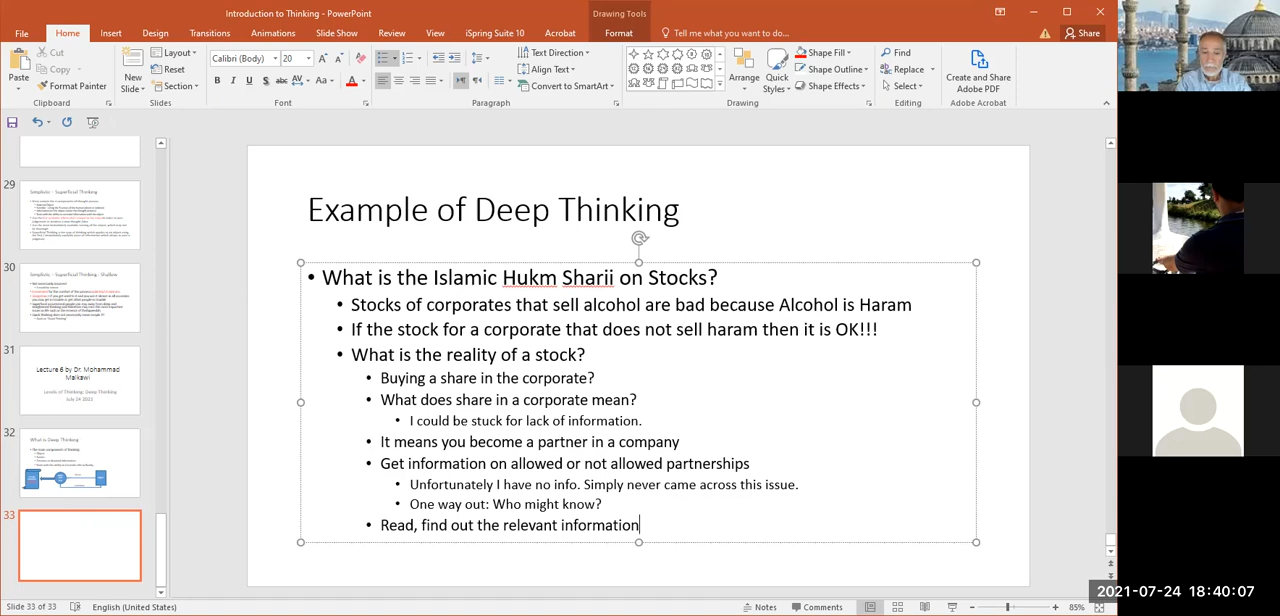 Introduction to Thinking - PowerPoint
Drawing Tools
File
Home
Insert
Design
Transitions
Animations
Slide Show
Review
View
iSpring Suite 10
Acrobat
Format
Tell me what you want to do...
Share
Paste
Cut
Copy
Format Painter
Clipboard
New Slide
Layout
Reset
Section
Slides
Calibri (Body)
20
Font
Paragraph
Text Direction
Align Text
Convert to SmartArt
Arrange
Quick Styles
Shape Fill
Shape Outline
Shape Effects
Drawing
Find
Replace
Select
Editing
Create and Share Adobe PDF
Adobe Acrobat
29
Simplistic - Superficial Thinking
30
Simplistic - Superficial Thinking - Shallow
31
Lecture 6 by Dr. Mohammad
Malkawi
Levels of Thinking: Deep Thinking
July 24 2021
32
What is Deep Thinking
33
Example of Deep Thinking
• What is the Islamic Hukm Sharii on Stocks?
• Stocks of corporates that sell alcohol are bad because Alcohol is Haram
• If the stock for a corporate that does not sell haram then it is OK!!!
• What is the reality of a stock?
• Buying a share in the corporate?
• What does share in a corporate mean?
• I could be stuck for lack of information.
• It means you become a partner in a company
• Get information on allowed or not allowed partnerships
• Unfortunately I have no info. Simply never came across this issue.
• One way out: Who might know?
• Read, find out the relevant information
Slide 33 of 33
English (United States)
Notes
Comments
85%
2021-07-24 18:40:07